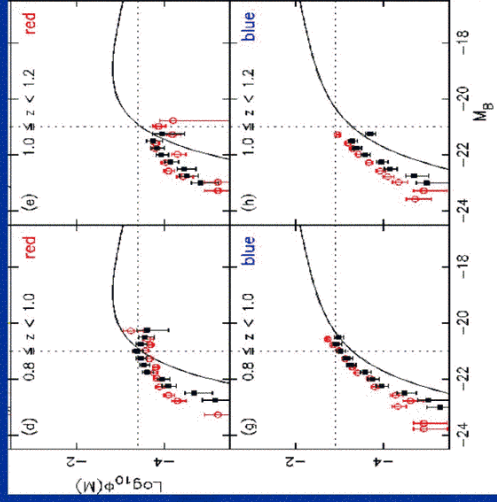 (d) 0.8 ≤ z < 1.0 red
(e) 1.0 ≤ z < 1.2 red
(g) 0.8 ≤ z < 1.0 blue
(h) 1.0 ≤ z < 1.2 blue
-2
-4
-2
-4
Log₁₀Φ(M)
-24 -22 -20 -18
-24 -22 -20 -18
M_B